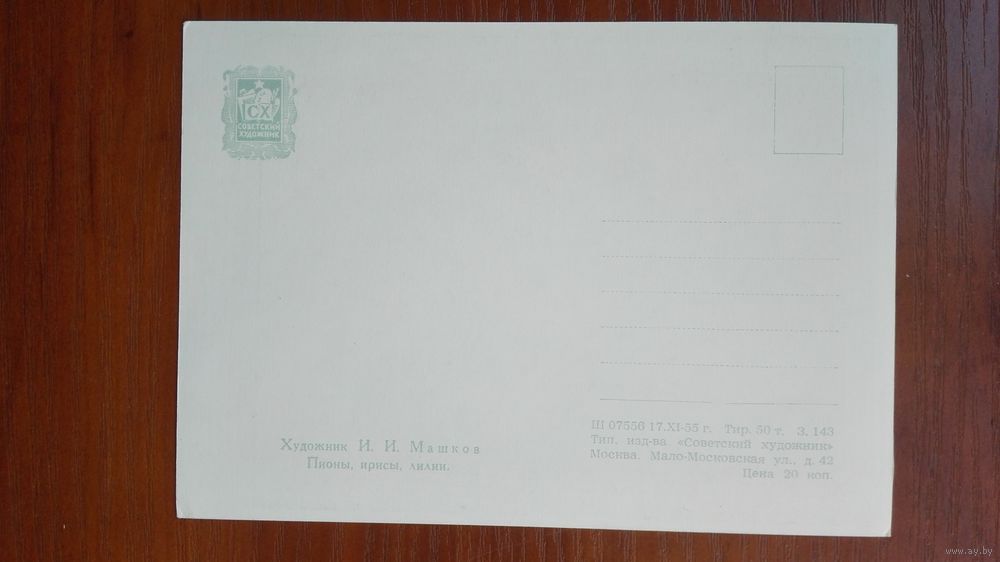 СХ
СОВЕТСКИЙ
ХУДОЖНИК
Художник И. И. Машков
Пионы, ирисы, лилии.
Ш 07556 17.XI-55 г. Тир. 50 т. З. 143
Тип. изд-ва «Советский художник»
Москва. Мало-Московская ул., д. 42
Цена 20 коп.
www.ay.by